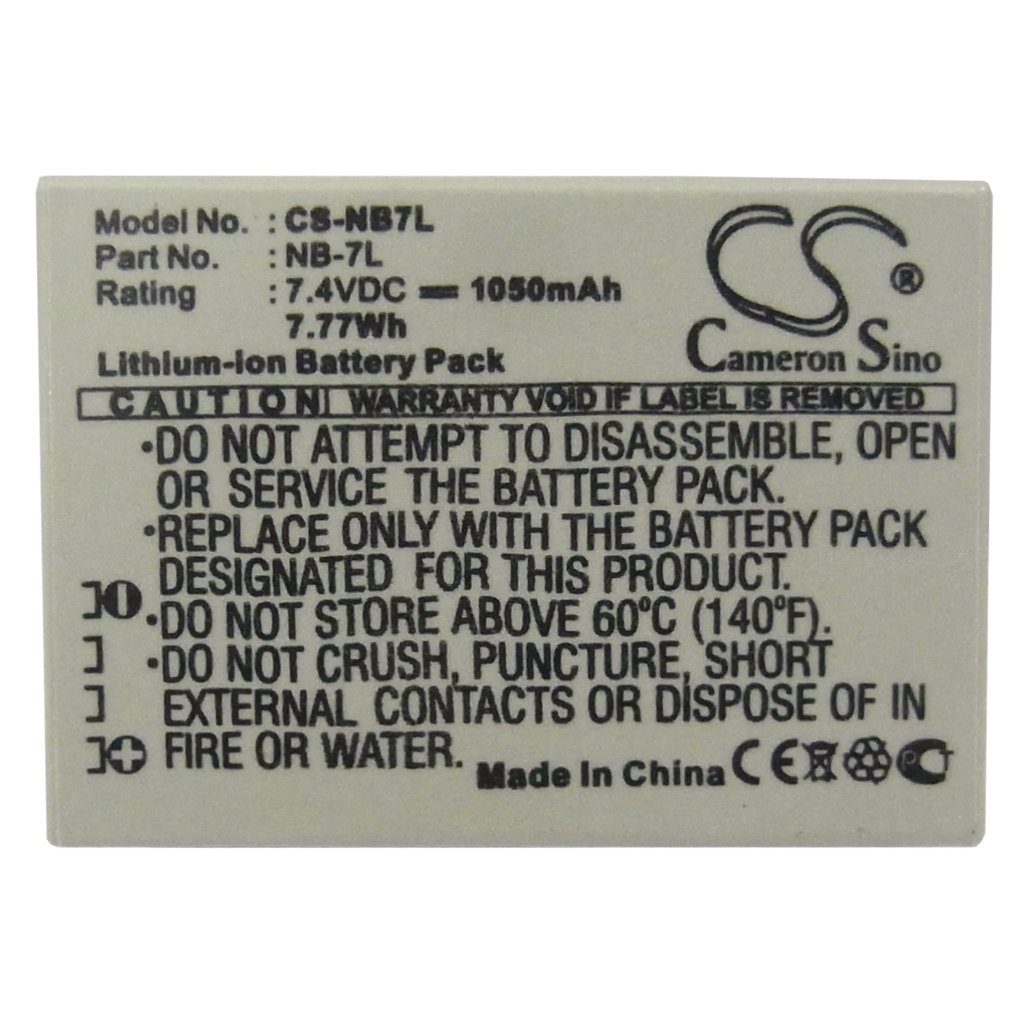 Model No. : CS-NB7L
Part No. : NB-7L
Rating : 7.4VDC ⎓ 1050mAh
7.77Wh
Lithium-ion Battery Pack
Cameron Sino ®
CAUTION! WARRANTY VOID IF LABEL IS REMOVED
•DO NOT ATTEMPT TO DISASSEMBLE, OPEN
OR SERVICE THE BATTERY PACK.
•REPLACE ONLY WITH THE BATTERY PACK
DESIGNATED FOR THIS PRODUCT.
•DO NOT STORE ABOVE 60ºC (140ºF).
•DO NOT CRUSH, PUNCTURE, SHORT
EXTERNAL CONTACTS OR DISPOSE OF IN
FIRE OR WATER.
Made In China CE